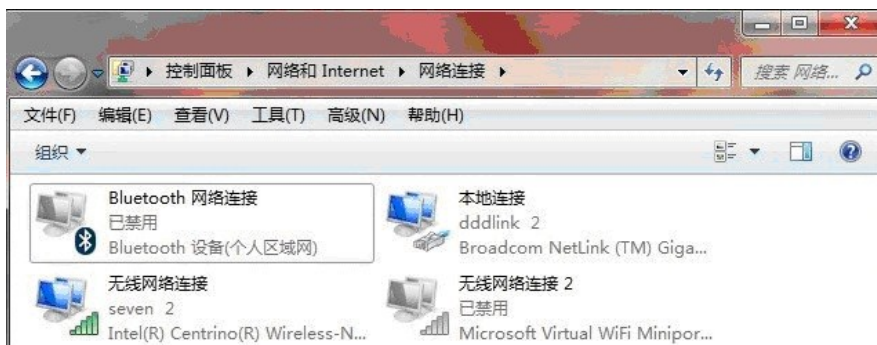 控制面板 ▸ 网络和 Internet ▸ 网络连接 ▸
搜索 网络...
文件(F) 编辑(E) 查看(V) 工具(T) 高级(N) 帮助(H)
组织
Bluetooth 网络连接
已禁用
Bluetooth 设备(个人区域网)
本地连接
dddlink 2
Broadcom NetLink (TM) Giga...
无线网络连接
seven 2
Intel(R) Centrino(R) Wireless-N...
无线网络连接 2
已禁用
Microsoft Virtual WiFi Minipor...